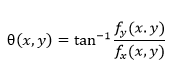 θ(x, y) = tan⁻¹ f_y(x. y) / f_x(x, y)